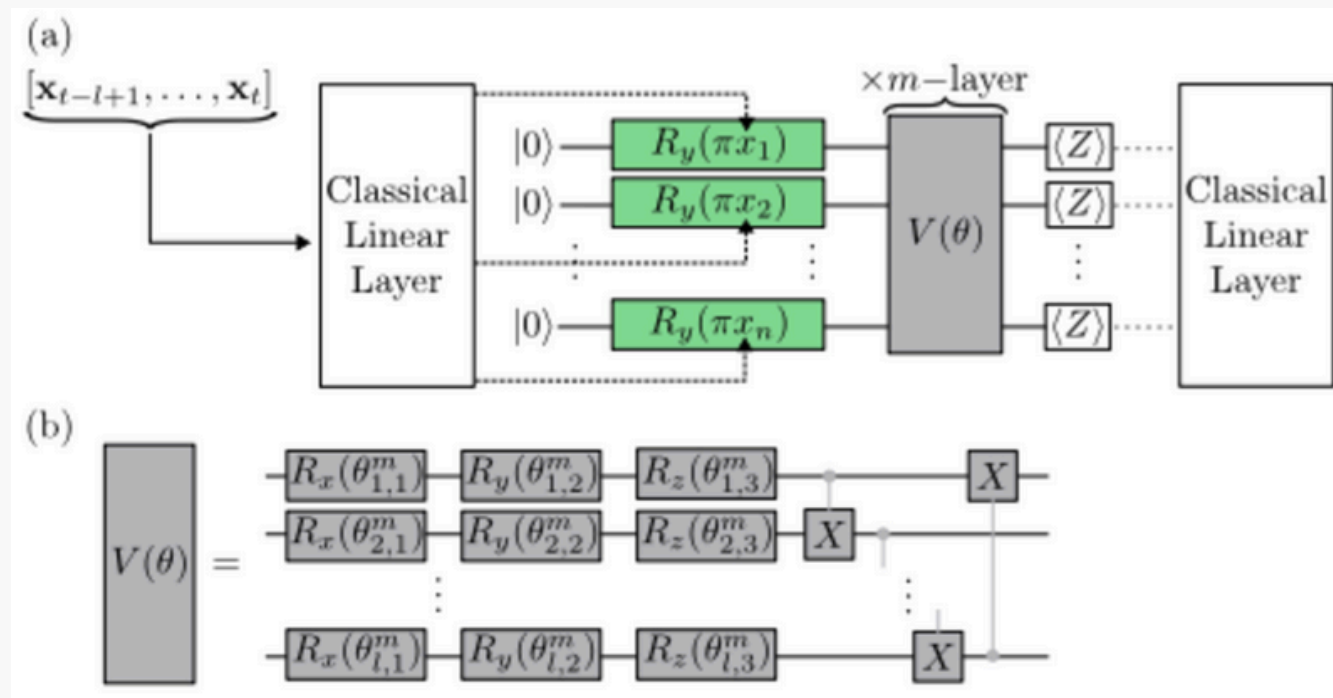 (a)
[x_{t−l+1}, . . . , x_t]
×m−layer
|0⟩ R_y(πx_1) ⟨Z⟩
|0⟩ R_y(πx_2) ⟨Z⟩
Classical
Linear
Layer
V(θ)
Classical
Linear
Layer
|0⟩ R_y(πx_n) ⟨Z⟩
(b)
V(θ) =
R_x(θ^m_{1,1}) R_y(θ^m_{1,2}) R_z(θ^m_{1,3}) X
R_x(θ^m_{2,1}) R_y(θ^m_{2,2}) R_z(θ^m_{2,3}) X
R_x(θ^m_{l,1}) R_y(θ^m_{l,2}) R_z(θ^m_{l,3}) X